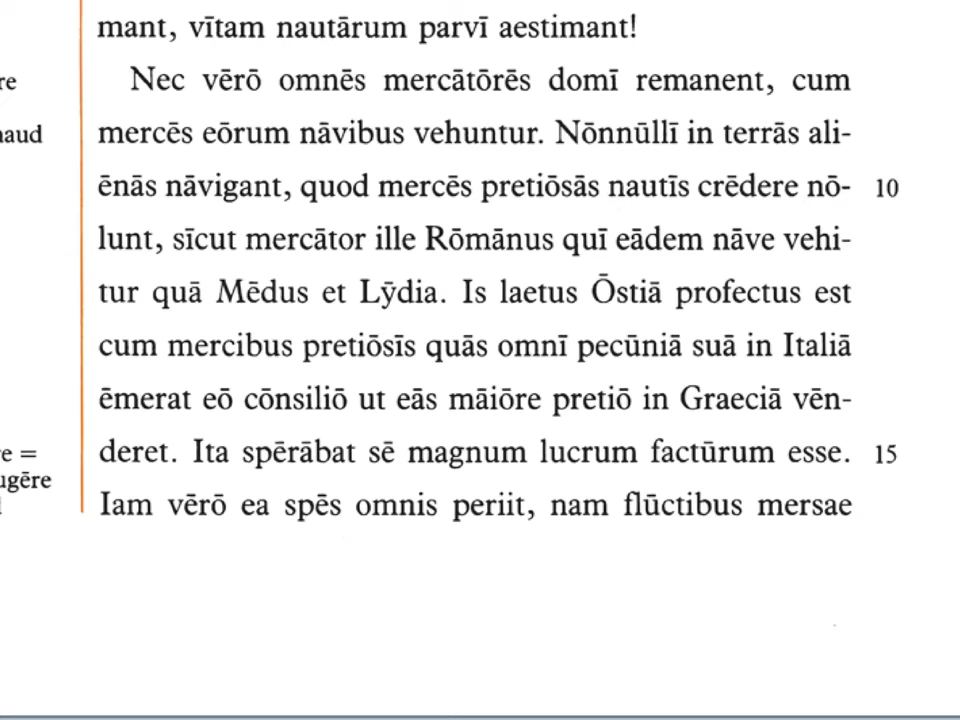 mant, vītam nautārum parvī aestimant!
Nec vērō omnēs mercātōrēs domī remanent, cum
mercēs eōrum nāvibus vehuntur. Nōnnūllī in terrās ali-
ēnās nāvigant, quod mercēs pretiōsās nautīs crēdere nō- 10
lunt, sīcut mercātor ille Rōmānus quī eādem nāve vehi-
tur quā Mēdus et Lȳdia. Is laetus Ōstiā profectus est
cum mercibus pretiōsīs quās omnī pecūniā suā in Italiā
ēmerat eō cōnsiliō ut eās māiōre pretiō in Graeciā vēn-
deret. Ita spērābat sē magnum lucrum factūrum esse. 15
Iam vērō ea spēs omnis periit, nam flūctibus mersae